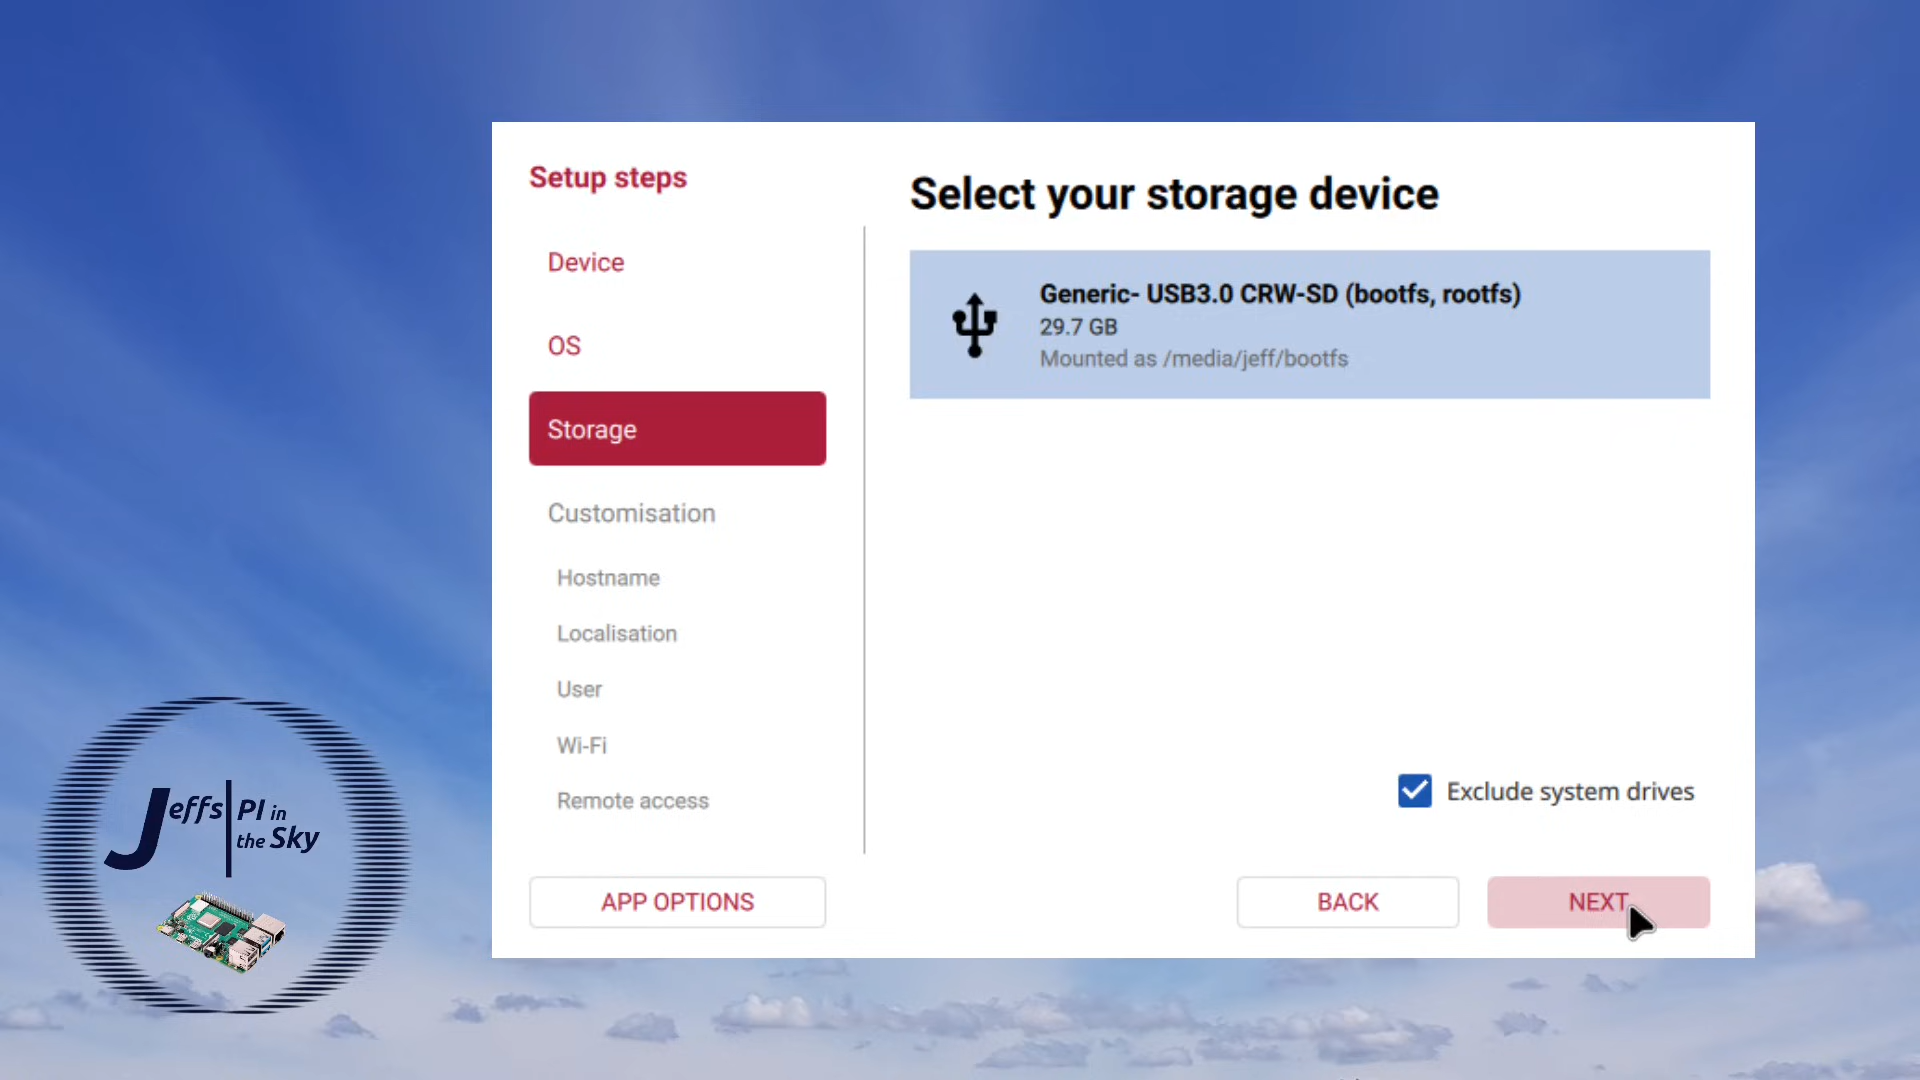 Setup steps
Device
OS
Storage
Customisation
Hostname
Localisation
User
Wi-Fi
Remote access
APP OPTIONS
Select your storage device
Generic- USB3.0 CRW-SD (bootfs, rootfs)
29.7 GB
Mounted as /media/jeff/bootfs
Exclude system drives
BACK
NEXT
Jeffs PI in
the Sky